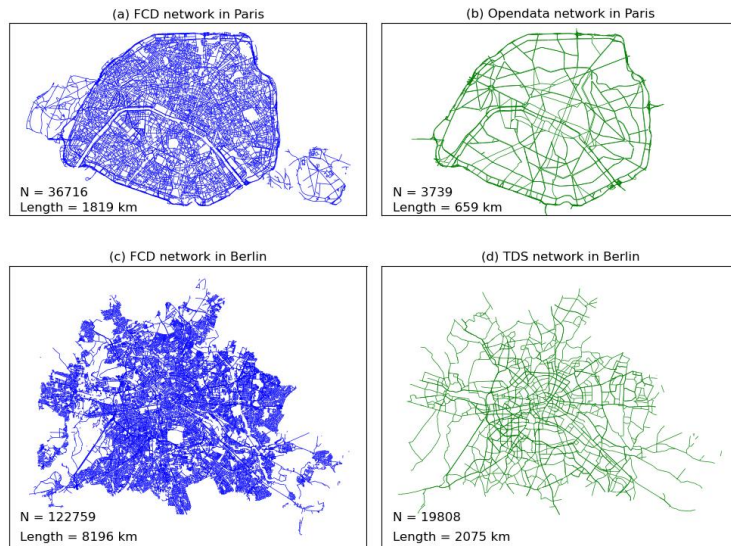 (a) FCD network in Paris
N = 36716
Length = 1819 km
(b) Opendata network in Paris
N = 3739
Length = 659 km
(c) FCD network in Berlin
N = 122759
Length = 8196 km
(d) TDS network in Berlin
N = 19808
Length = 2075 km